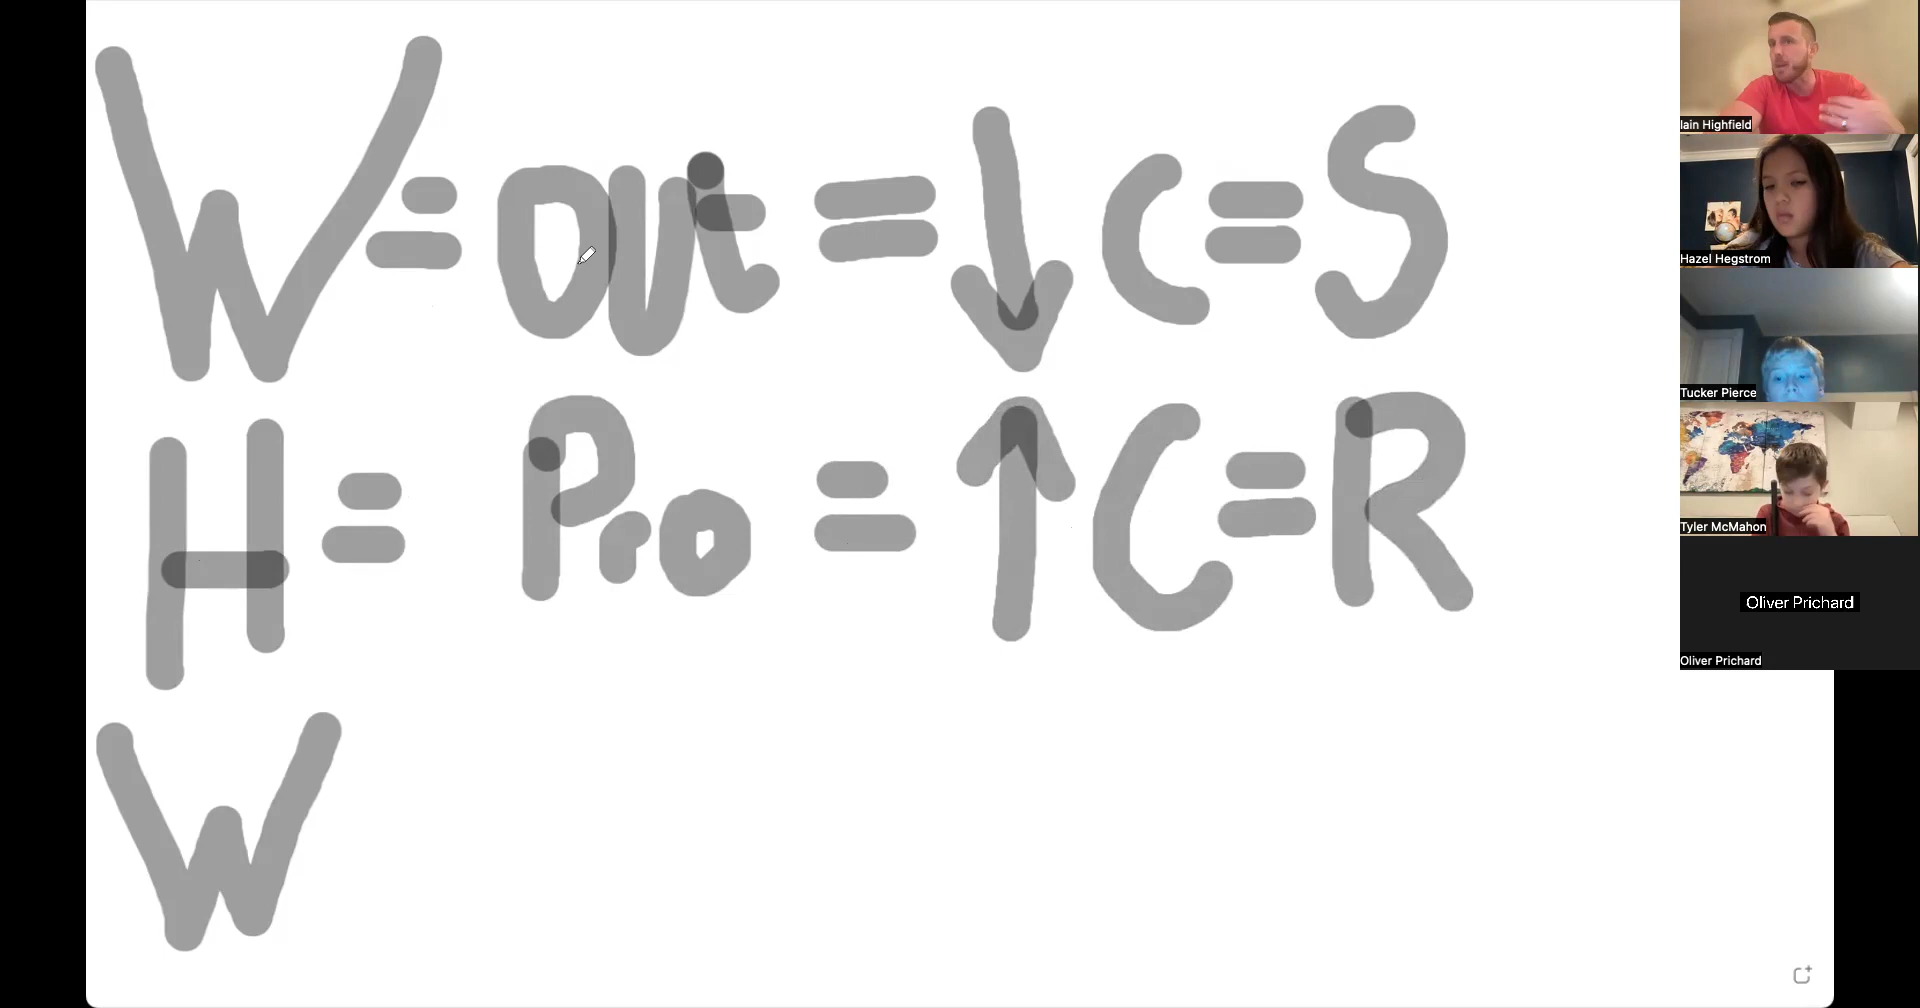 W = out = ↓ C = S
H = Pro = ↑ C = R
W
Iain Highfield
Hazel Hegstrom
Tucker Pierce
Tyler McMahon
Oliver Prichard
Oliver Prichard